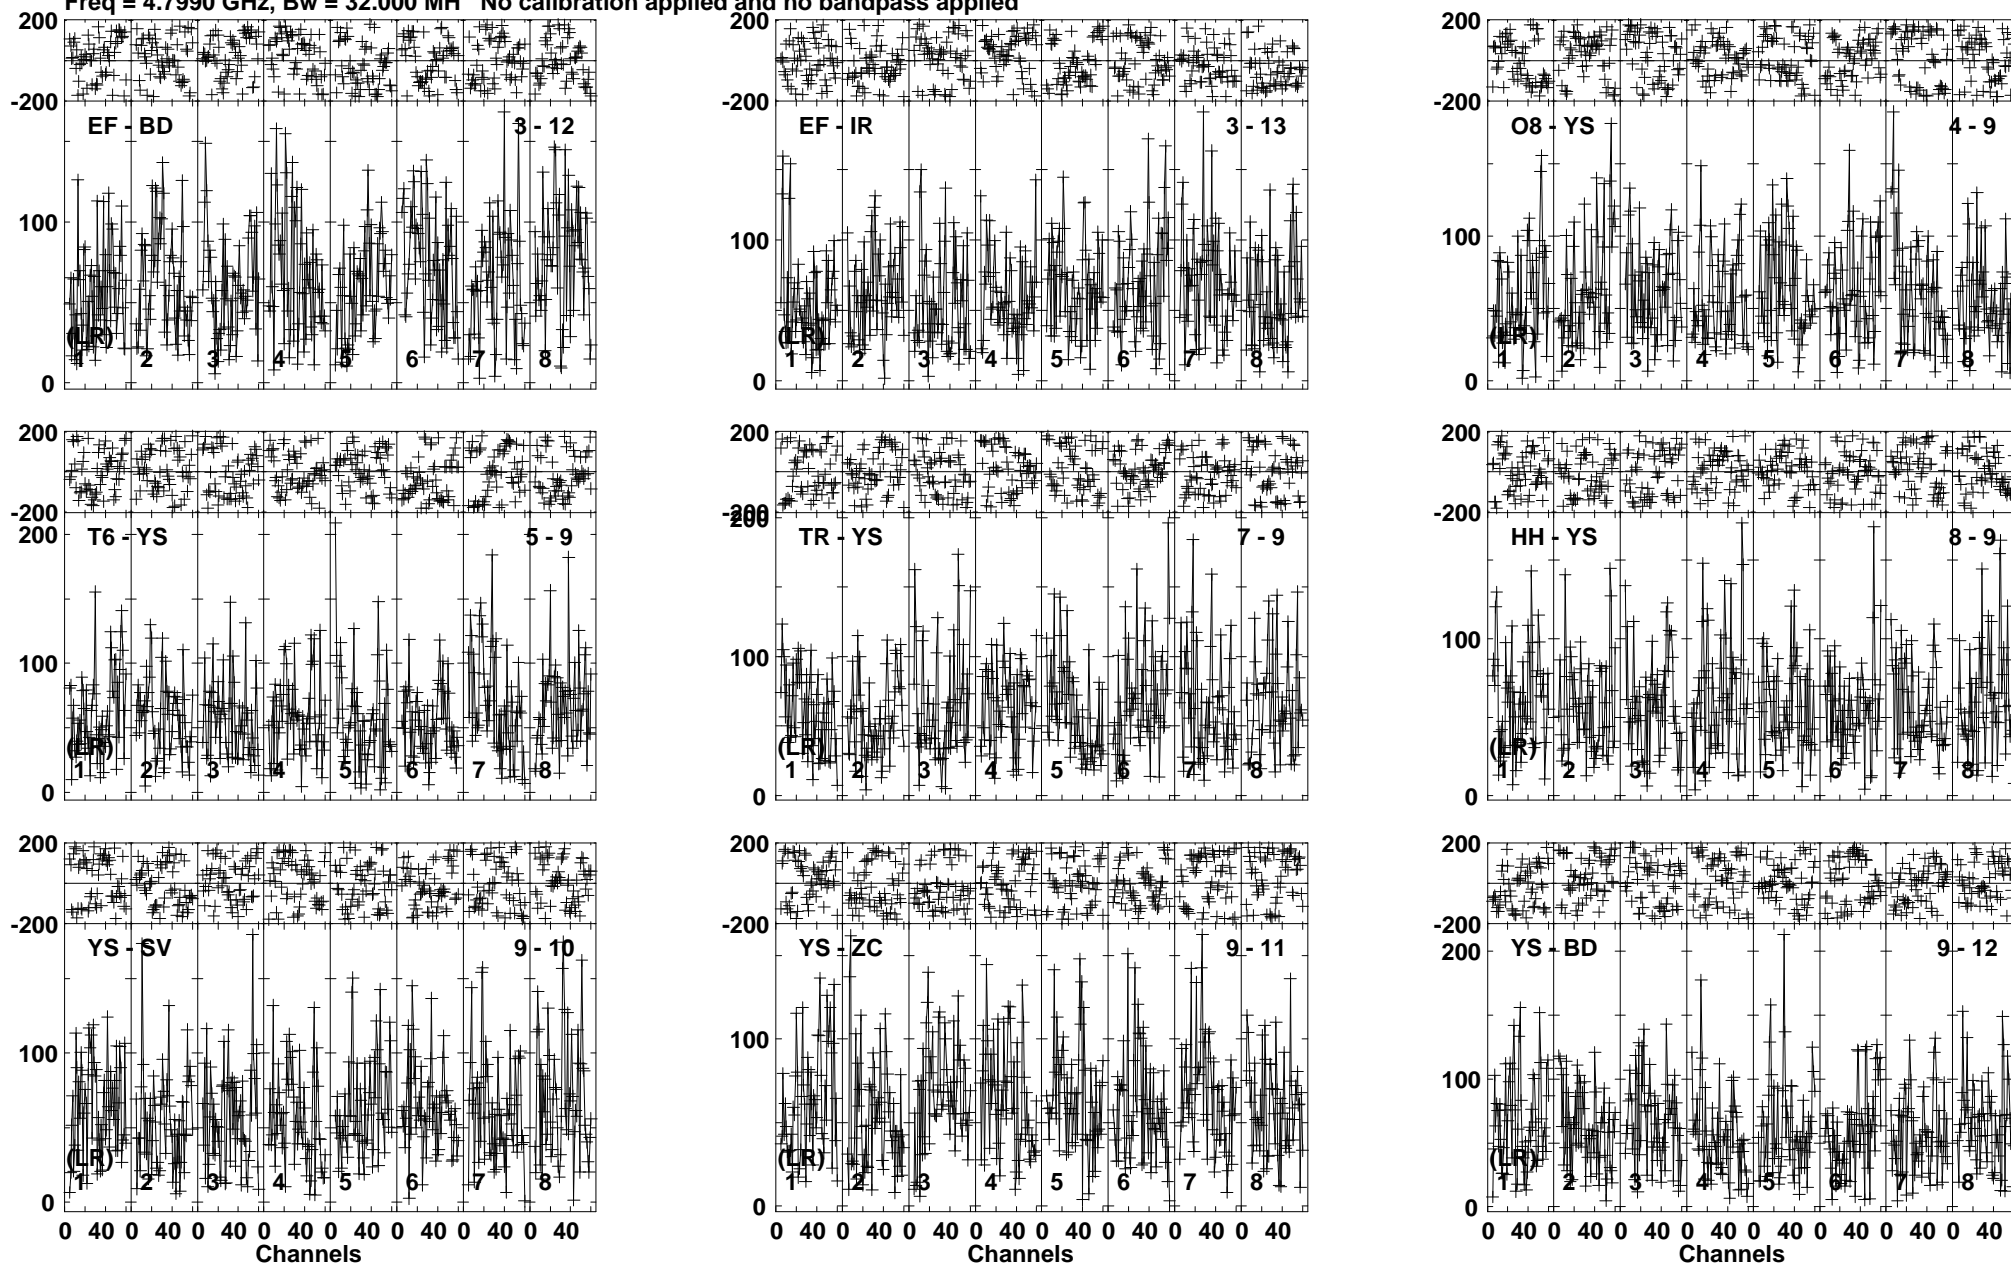 Freq = 4.7990 GHz, Bw = 32.000 MH No calibration applied and no bandpass applied
200 200 200
-200 -200 -200
EF - BD 3 - 12 EF - IR 3 - 13 O8 - YS 4 - 9
100 100 100
(LR) (LR) (LR)
1 2 3 4 5 6 7 8 1 2 3 4 5 6 7 8 1 2 3 4 5 6 7 8
0 0 0
200 200 200
-200 -200 -200
200 200
T6 - YS 5 - 9 TR - YS 7 - 9 HH - YS 8 - 9
100 100 100
(LR) (LR) (LR)
1 2 3 4 5 6 7 8 1 2 3 4 5 6 7 8 1 2 3 4 5 6 7 8
0 0 0
200 200 200
-200 -200 -200
YS - SV 9 - 10 YS - ZC 9 - 11 200 YS - BD 9 - 12
100 100 100
(LR) (LR) (LR)
1 2 3 4 5 6 7 8 1 2 3 4 5 6 7 8 1 2 3 4 5 6 7 8
0 0 0
0 40 0 40 0 40 0 40 0 40 0 40 0 40 0 40 0 40 0 40 0 40 0 40 0 40 0 40 0 40 0 40 0 40 0 40 0 40 0 40 0 40 0 40 0 40 0 40
Channels Channels Channels